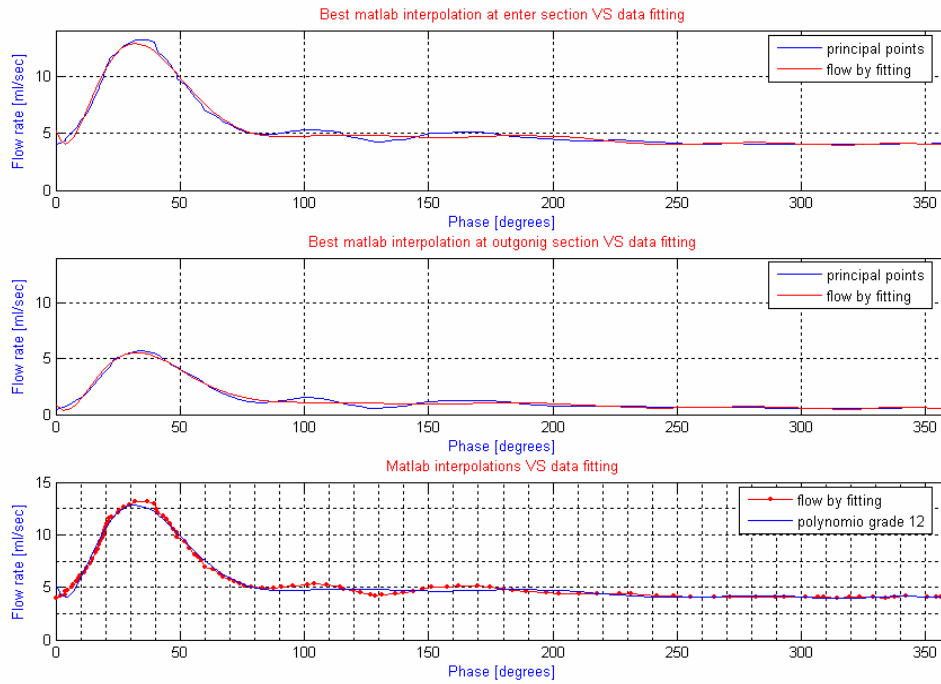 Best matlab interpolation at enter section VS data fitting
principal points
flow by fitting
Flow rate [ml/sec]
10
5
0
0 50 100 150 200 250 300 350
Phase [degrees]
Best matlab interpolation at outgonig section VS data fitting
principal points
flow by fitting
Flow rate [ml/sec]
10
5
0
0 50 100 150 200 250 300 350
Phase [degrees]
Matlab interpolations VS data fitting
flow by fitting
polynomio grade 12
Flow rate [ml/sec]
15
10
5
0
0 50 100 150 200 250 300 350
Phase [degrees]